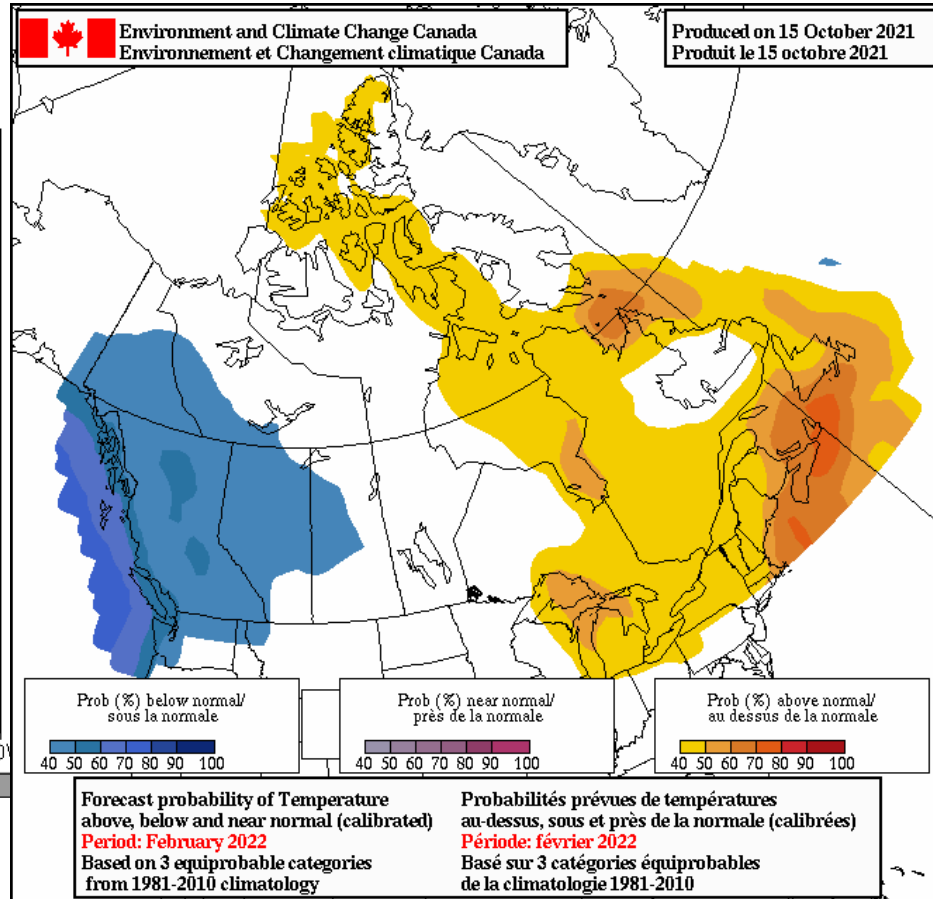 Environment and Climate Change Canada
Environnement et Changement climatique Canada
Produced on 15 October 2021
Produit le 15 octobre 2021
Prob (%) below normal/
sous la normale
40 50 60 70 80 90 100
Prob (%) near normal/
près de la normale
40 50 60 70 80 90 100
Prob (%) above normal/
au dessus de la normale
40 50 60 70 80 90 100
Forecast probability of Temperature
above, below and near normal (calibrated)
Period: February 2022
Based on 3 equiprobable categories
from 1981-2010 climatology
Probabilités prévues de températures
au-dessus, sous et près de la normale (calibrées)
Période: février 2022
Basé sur 3 catégories équiprobables
de la climatologie 1981-2010